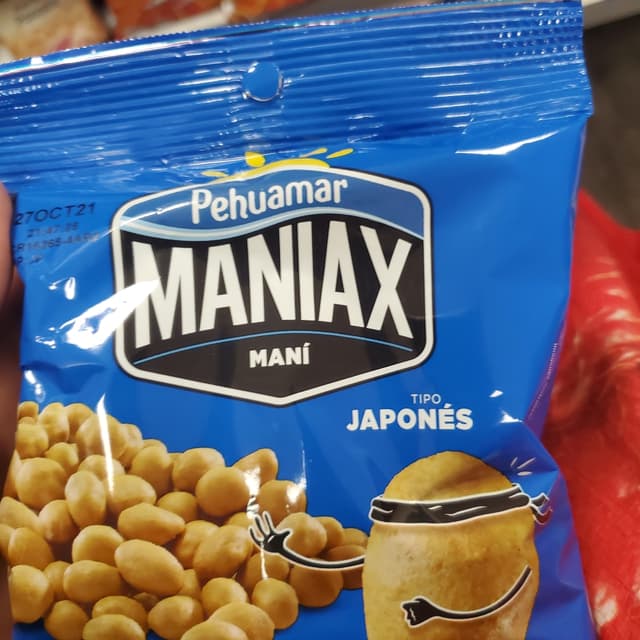 27OCT21
Pehuamar
MANIAX
MANÍ
TIPO
JAPONÉS